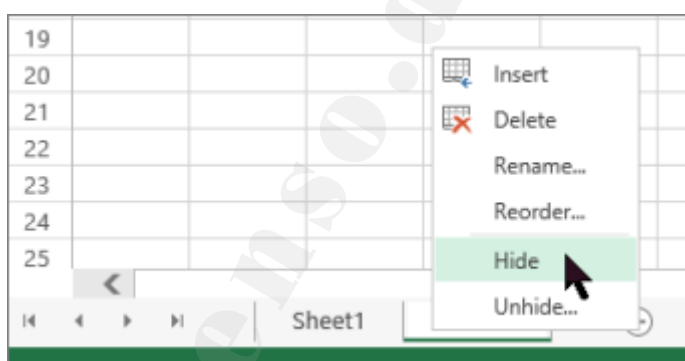 19
20
21
22
23
24
25
Insert
Delete
Rename...
Reorder...
Hide
Unhide...
Sheet1